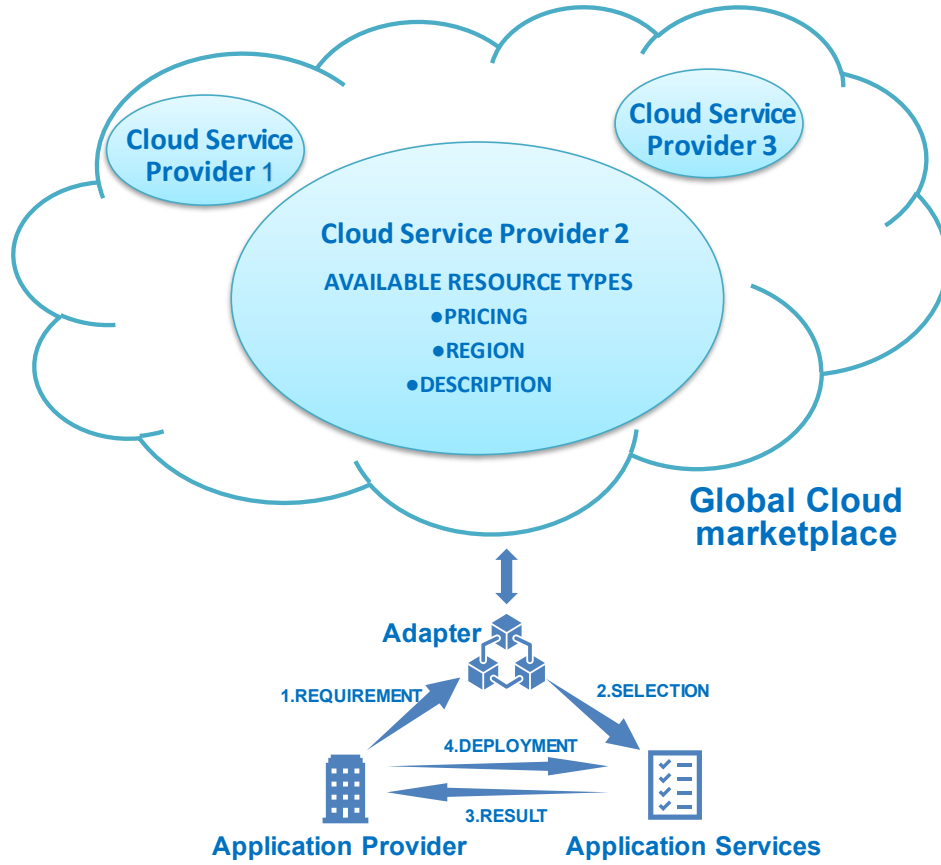 Cloud Service
Provider 1
Cloud Service
Provider 3
Cloud Service Provider 2
AVAILABLE RESOURCE TYPES
●PRICING
●REGION
●DESCRIPTION
Global Cloud
marketplace
Adapter
1.REQUIREMENT
2.SELECTION
4.DEPLOYMENT
3.RESULT
Application Provider
Application Services